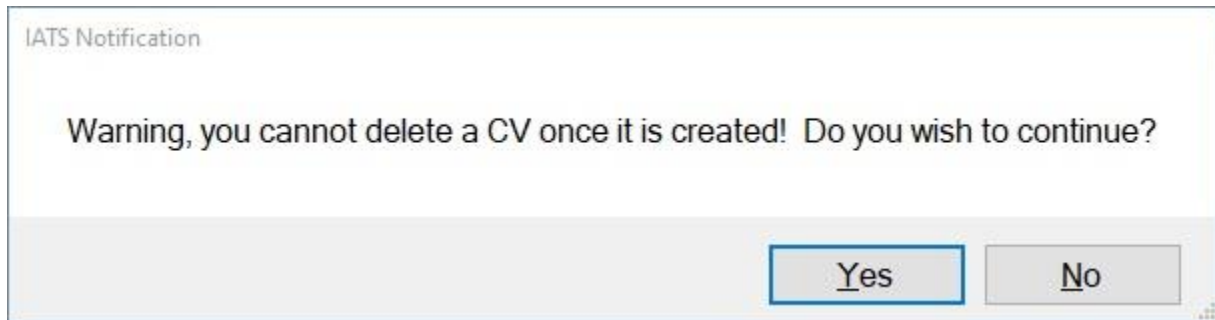 IATS Notification
Warning, you cannot delete a CV once it is created!  Do you wish to continue?
Yes
No